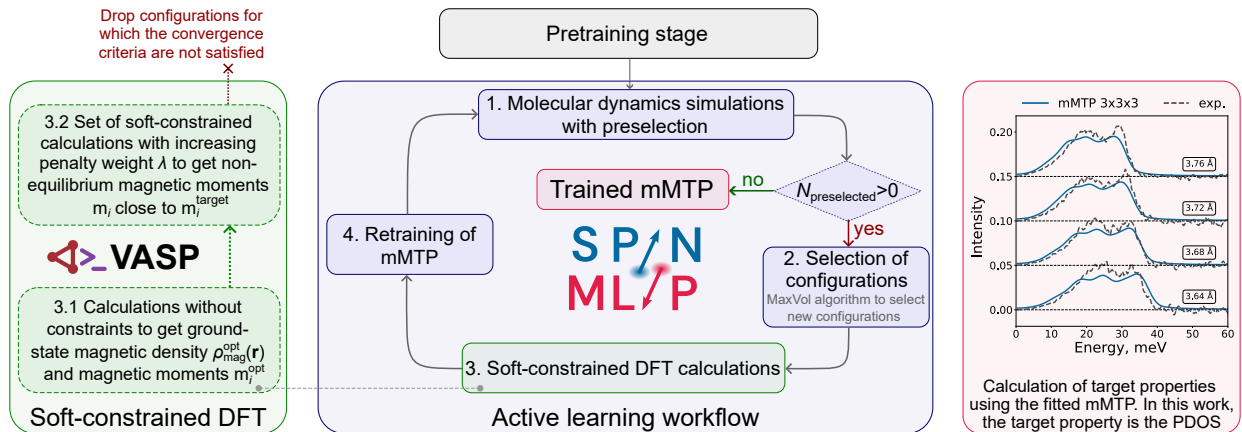 Drop configurations for
which the convergence
criteria are not satisfied
3.2 Set of soft-constrained
calculations with increasing
penalty weight λ to get non-
equilibrium magnetic moments
m_i close to m_i^target
VASP
3.1 Calculations without
constraints to get ground-
state magnetic density ρ_mag^opt(r)
and magnetic moments m_i^opt
Soft-constrained DFT
Pretraining stage
1. Molecular dynamics simulations
with preselection
N_preselected>0
no
Trained mMTP
yes
2. Selection of
configurations
MaxVol algorithm to select
new configurations
3. Soft-constrained DFT calculations
4. Retraining of
mMTP
SPIN
MLIP
Active learning workflow
mMTP 3x3x3
exp.
Intensity
0.20
0.15
0.10
0.05
0.00
3.76 Å
3.72 Å
3.68 Å
3,64 Å
0 10 20 30 40 50 60
Energy, meV
Calculation of target properties
using the fitted mMTP. In this work,
the target property is the PDOS